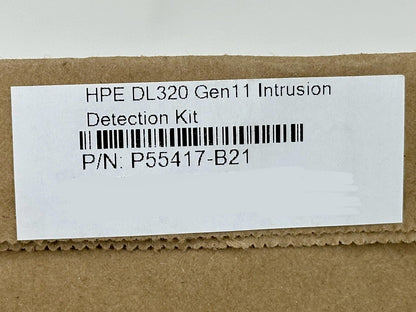 HPE DL320 Gen11 Intrusion
Detection Kit
P/N: P55417-B21